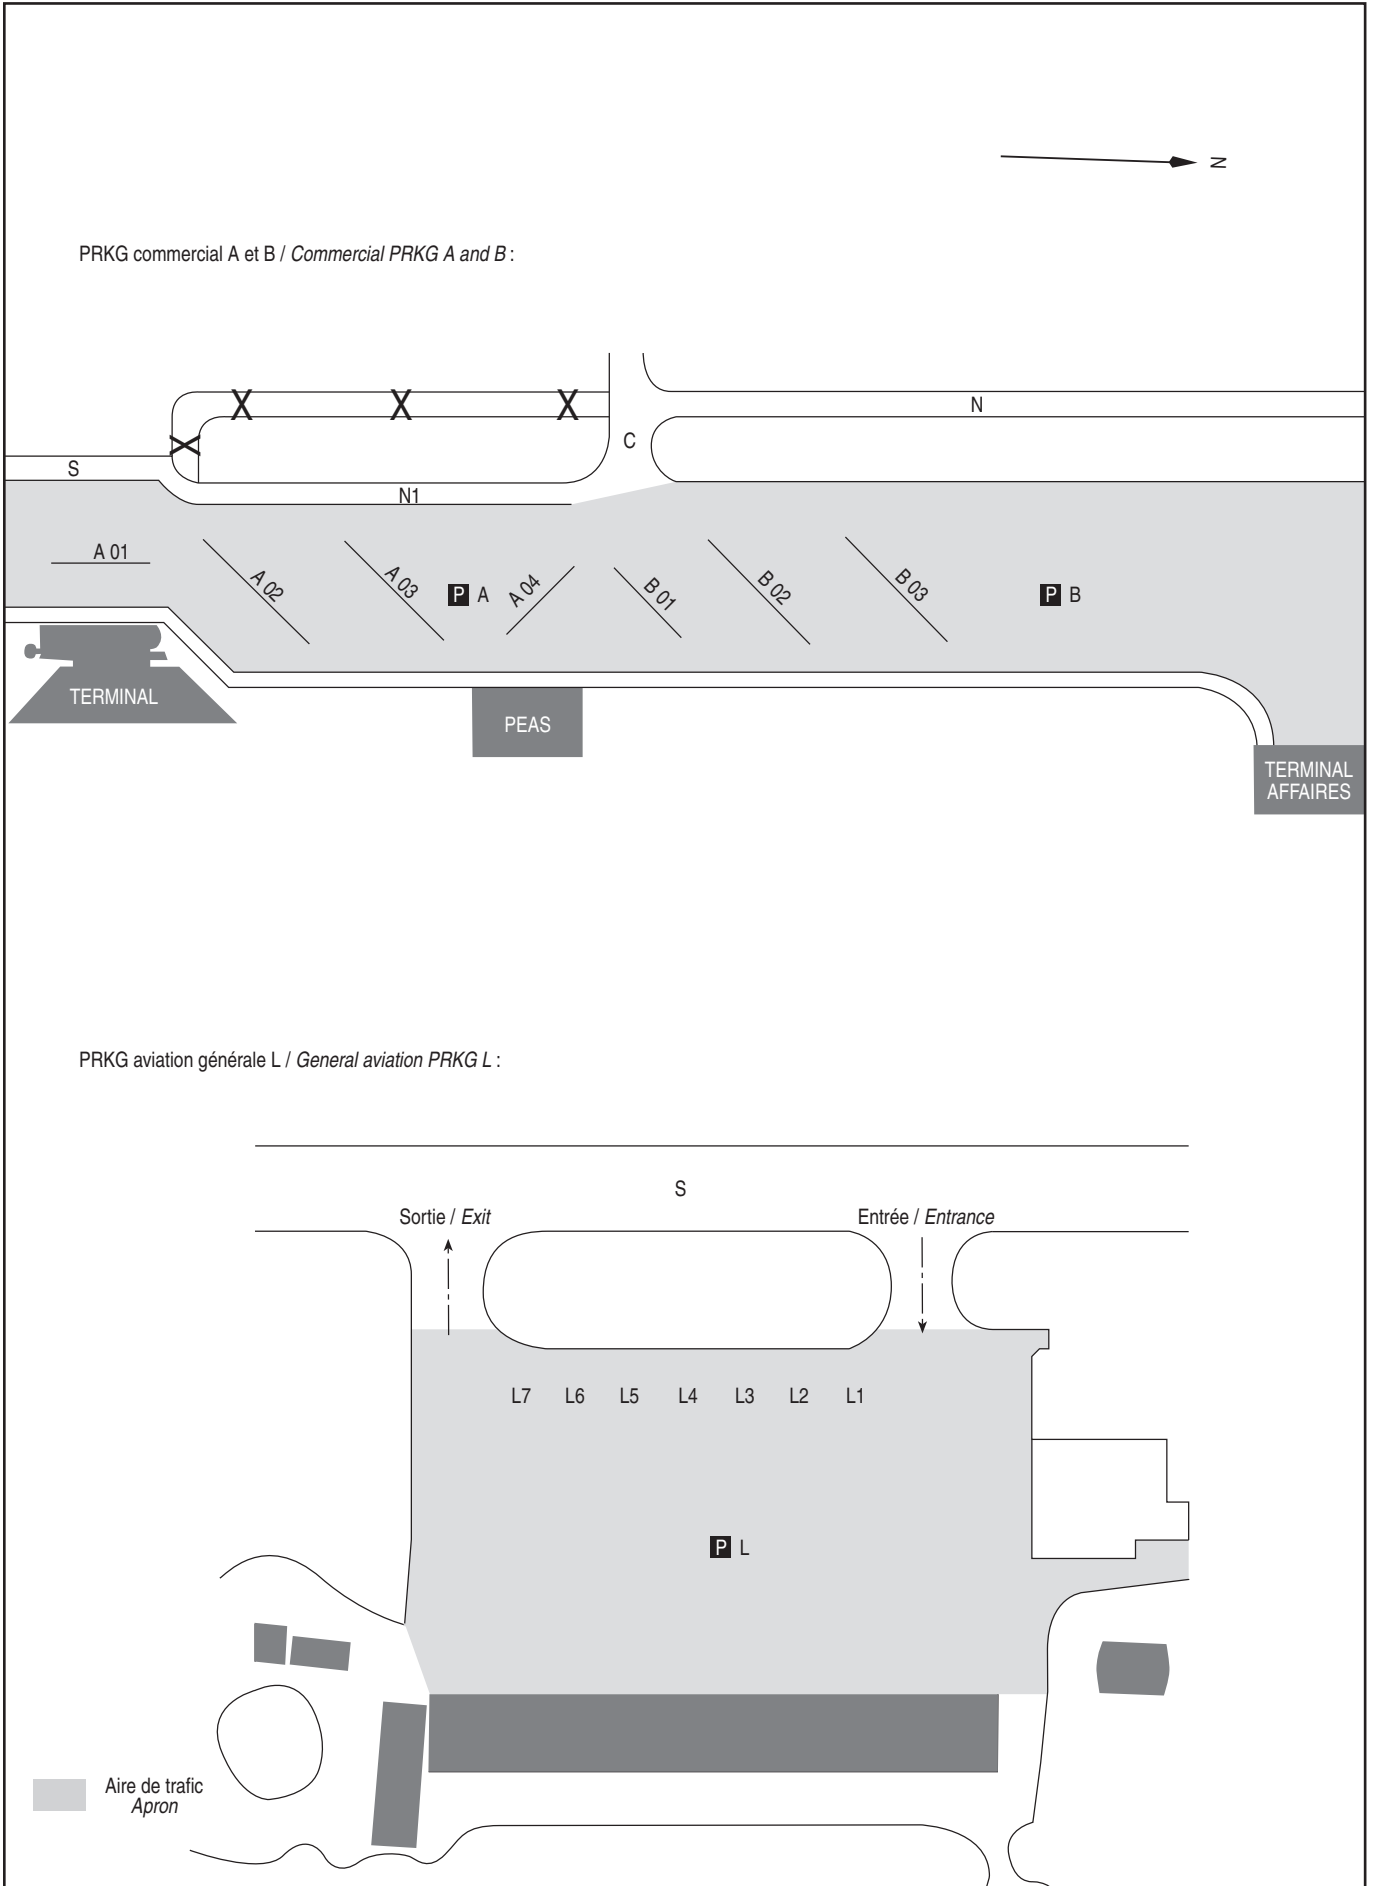 N
PRKG commercial A et B / Commercial PRKG A and B :
X X X
N
X
C
S
N1
A 01
A 02
A 03
P A
A 04
B 01
B 02
B 03
P B
TERMINAL
PEAS
TERMINAL
AFFAIRES
PRKG aviation générale L / General aviation PRKG L :
S
Sortie / Exit
Entrée / Entrance
L7 L6 L5 L4 L3 L2 L1
P L
Aire de trafic
Apron